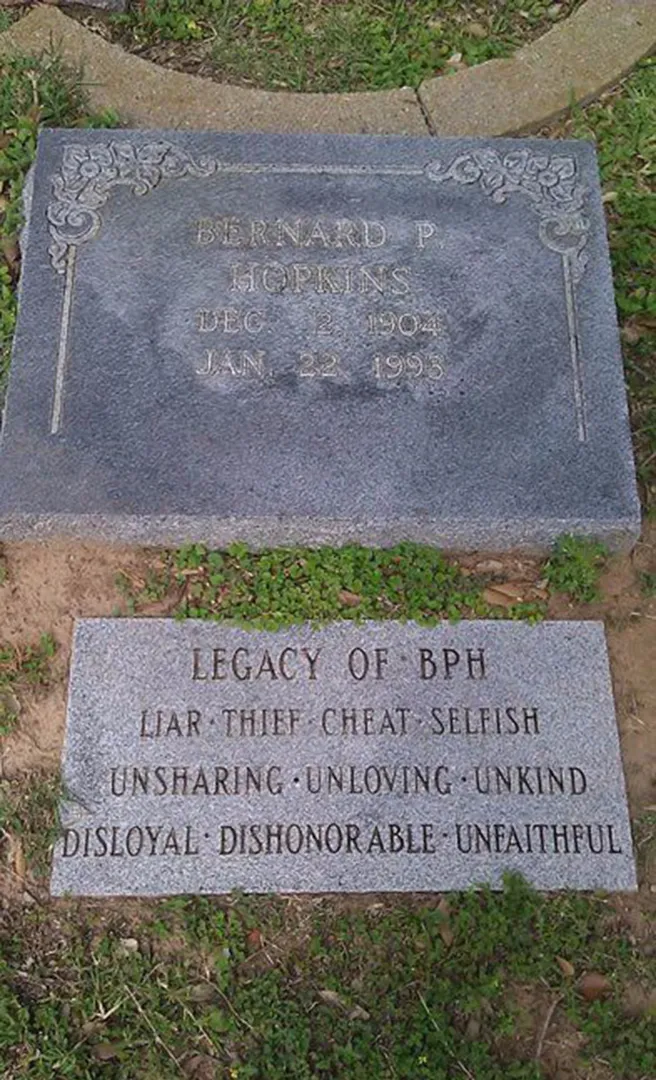 BERNARD P.
HOPKINS
DEC. 12, 1904
JAN. 22 1993
LEGACY OF · BPH
LIAR · THIEF · CHEAT · SELFISH
UNSHARING · UNLOVING · UNKIND
DISLOYAL · DISHONORABLE · UNFAITHFUL